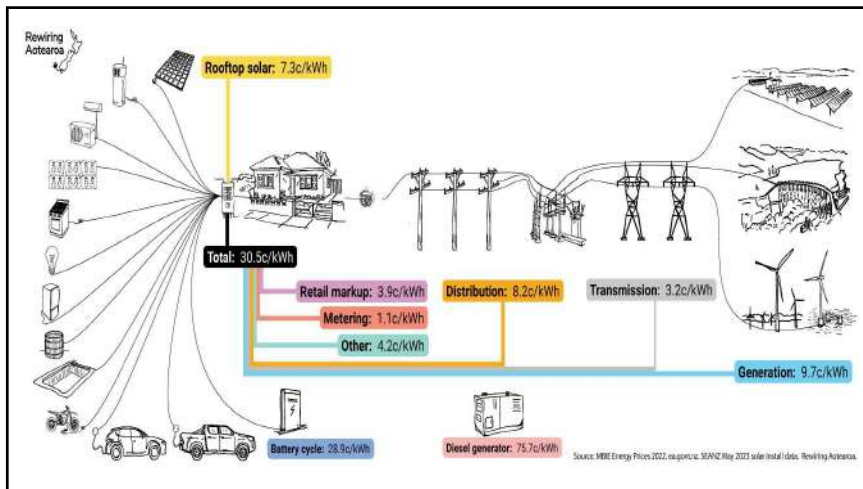 Rewiring
Aotearoa
Rooftop solar: 7.3c/kWh
Total: 30.5c/kWh
Retail markup: 3.9c/kWh
Distribution: 8.2c/kWh
Transmission: 3.2c/kWh
Metering: 1.1c/kWh
Other: 4.2c/kWh
Generation: 9.7c/kWh
Battery cycle: 28.9c/kWh
Diesel generator: 75.7c/kWh
Source: MBIE Energy Prices 2022, ea.govt.nz, SEANZ May 2023 solar install data, Rewiring Aotearoa.